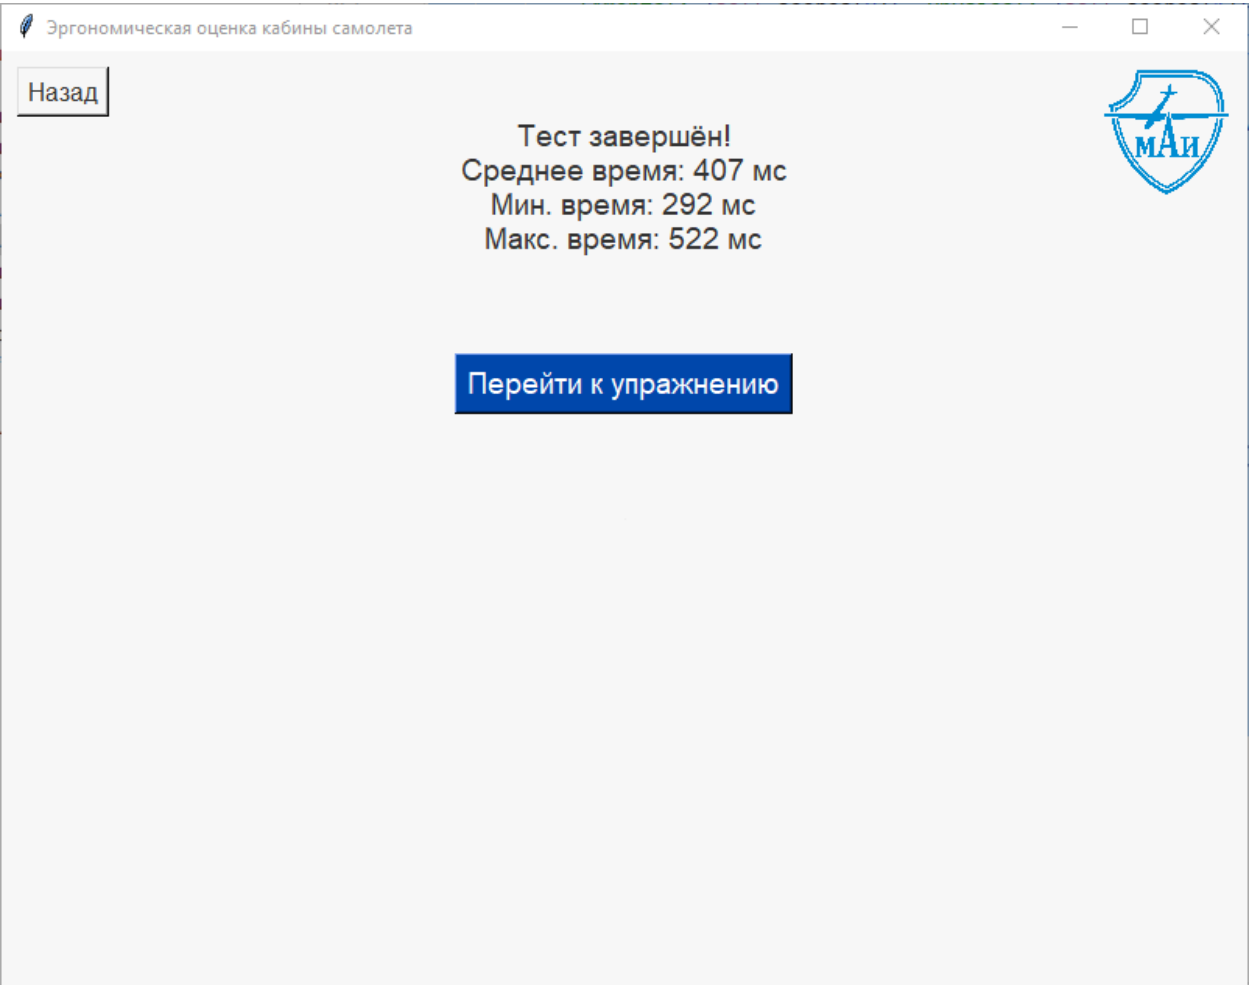 Эргономическая оценка кабины самолета
Назад
МАИ
Тест завершён!
Среднее время: 407 мс
Мин. время: 292 мс
Макс. время: 522 мс
Перейти к упражнению